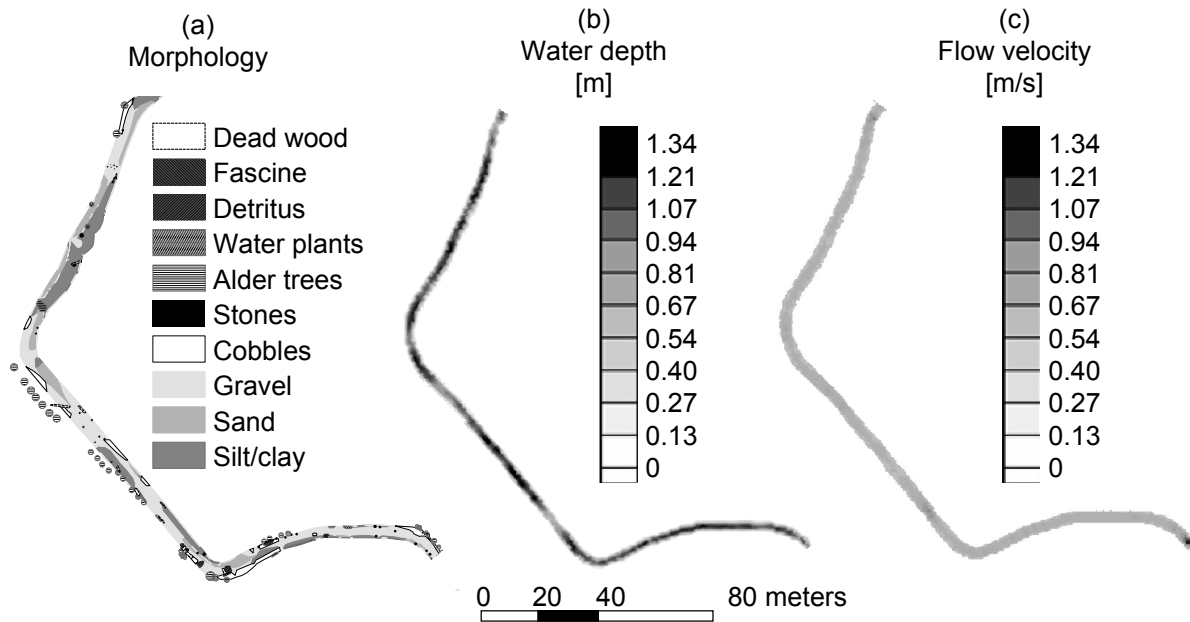 (a)
Morphology
Dead wood
Fascine
Detritus
Water plants
Alder trees
Stones
Cobbles
Gravel
Sand
Silt/clay
(b)
Water depth
[m]
1.34
1.21
1.07
0.94
0.81
0.67
0.54
0.40
0.27
0.13
0
(c)
Flow velocity
[m/s]
1.34
1.21
1.07
0.94
0.81
0.67
0.54
0.40
0.27
0.13
0
0 20 40 80 meters